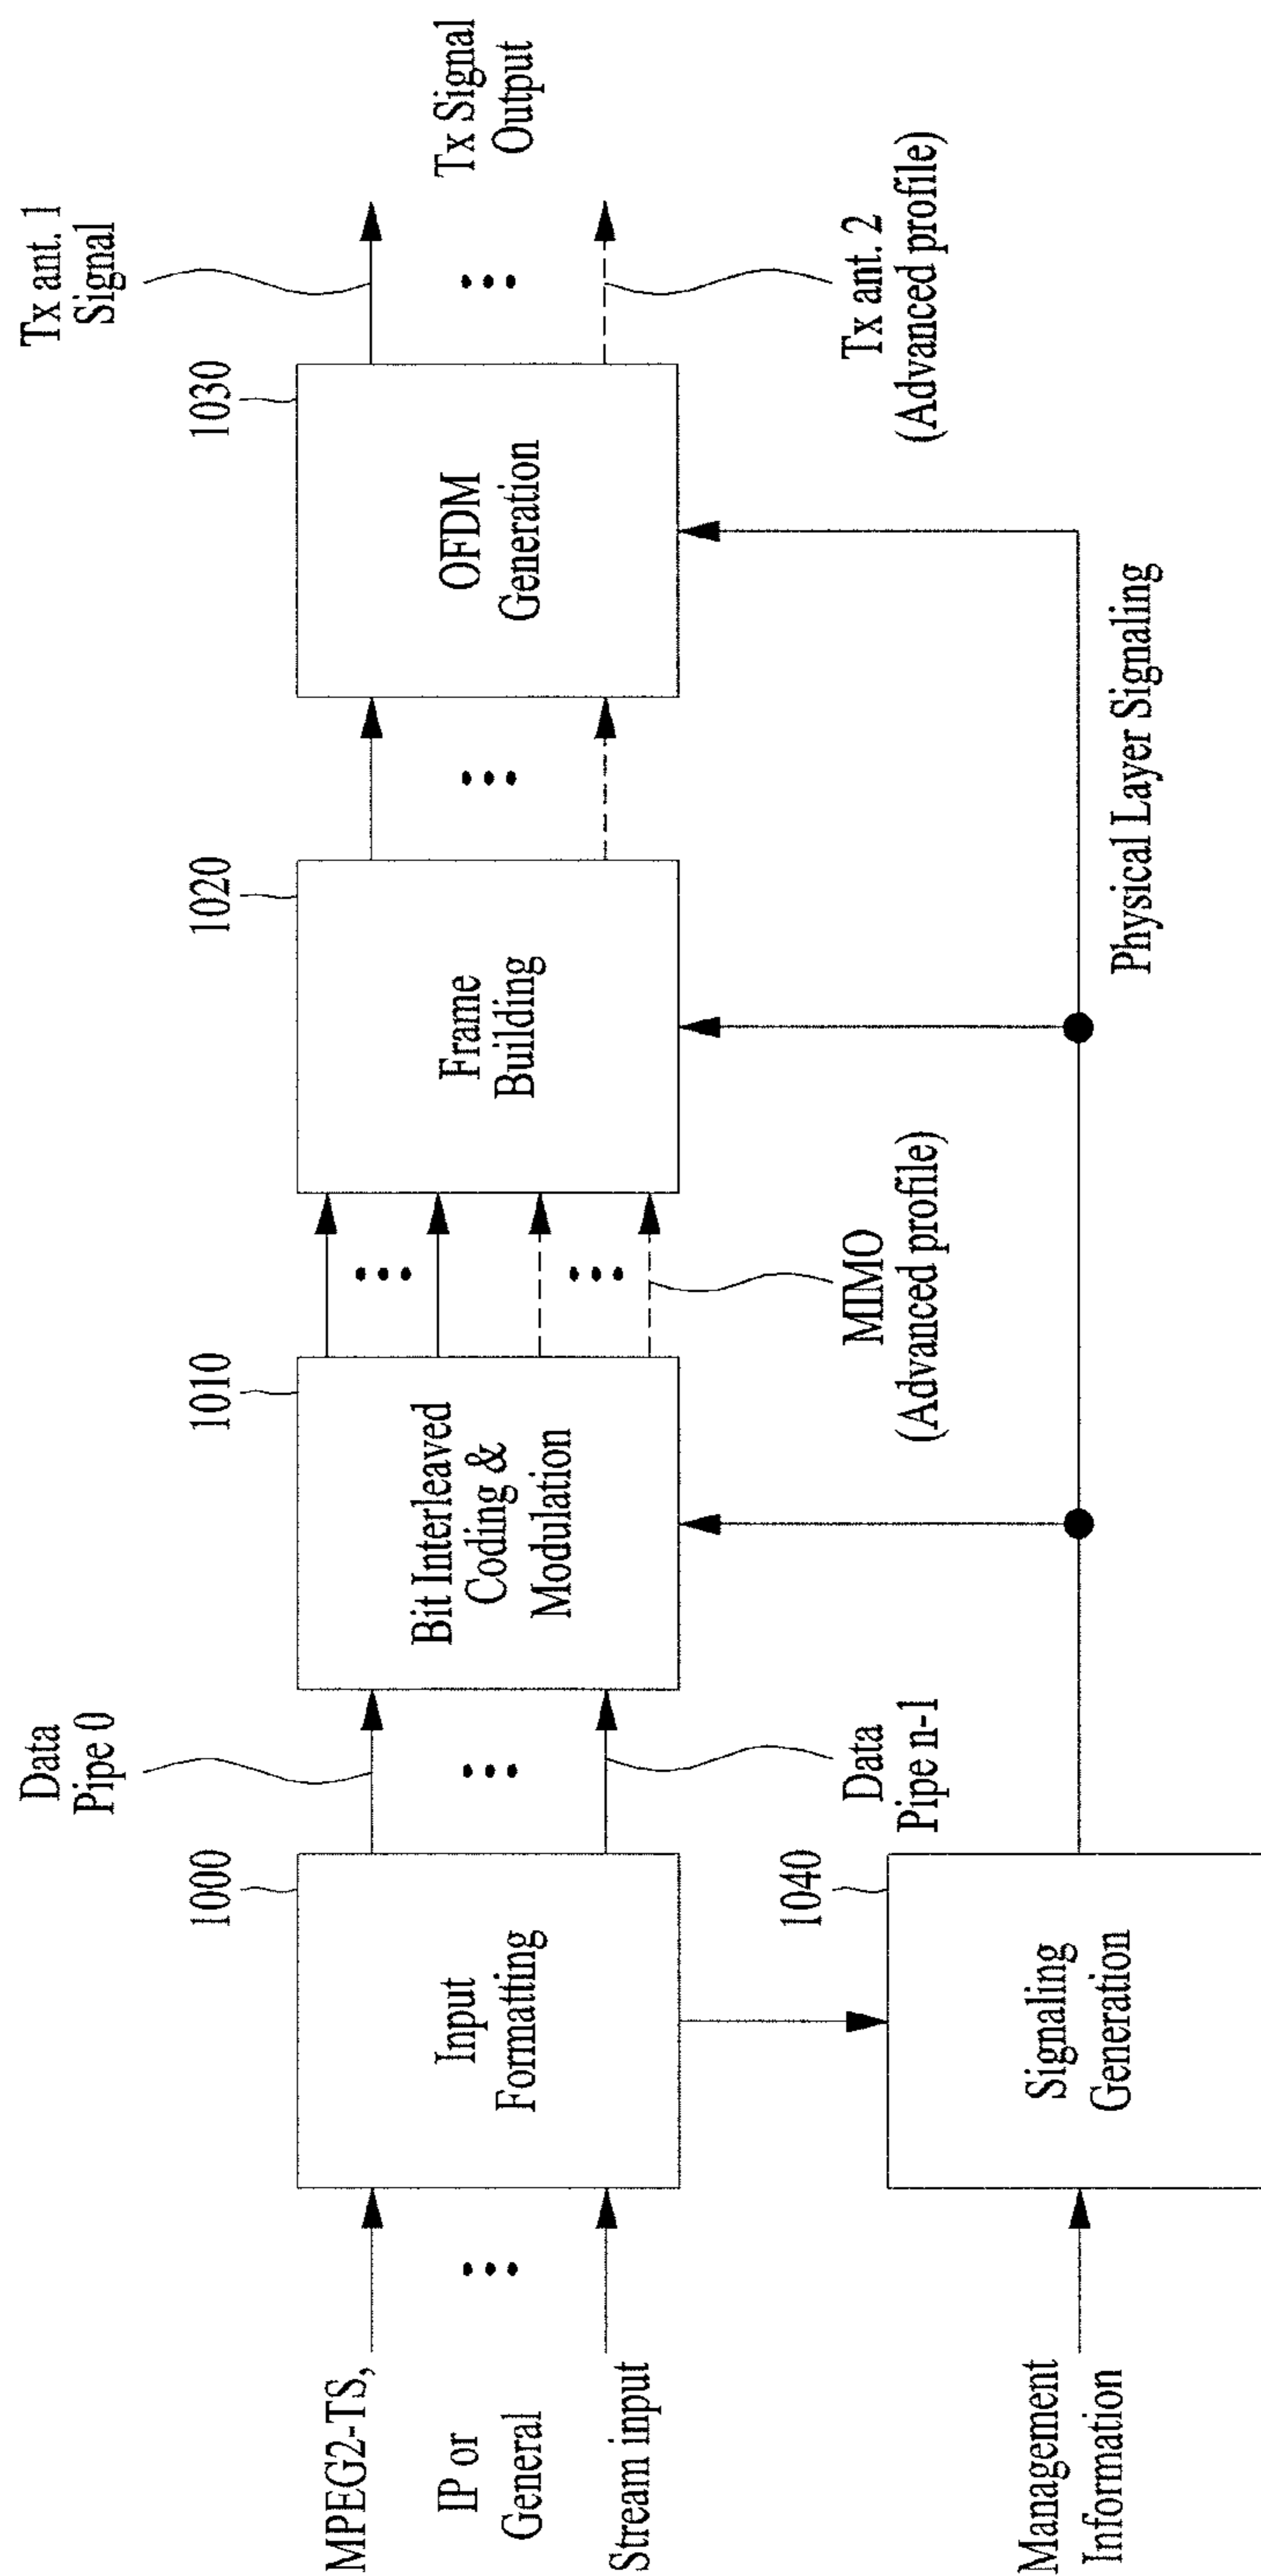 MPEG2-TS,
IP or
General
Stream input
1000
Input
Formatting
Data
Pipe 0
Data
Pipe n-1
1010
Bit Interleaved
Coding &
Modulation
MIMO
(Advanced profile)
1020
Frame
Building
1030
OFDM
Generation
Tx ant. 1
Signal
Tx Signal
Output
Tx ant. 2
(Advanced profile)
Management
Information
1040
Signaling
Generation
Physical Layer Signaling